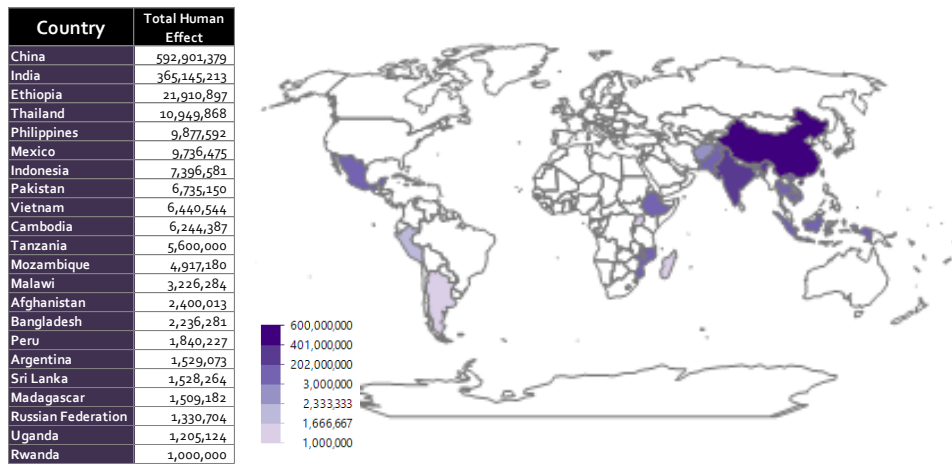 Country Total Human
Effect
China 592,901,379
India 365,145,213
Ethiopia 21,910,897
Thailand 10,949,868
Philippines 9,877,592
Mexico 9,736,475
Indonesia 7,396,581
Pakistan 6,735,150
Vietnam 6,440,544
Cambodia 6,244,387
Tanzania 5,600,000
Mozambique 4,917,180
Malawi 3,226,284
Afghanistan 2,400,013
Bangladesh 2,236,281
Peru 1,840,227
Argentina 1,529,073
Sri Lanka 1,528,264
Madagascar 1,509,182
Russian Federation 1,330,704
Uganda 1,205,124
Rwanda 1,000,000
600,000,000
401,000,000
202,000,000
3,000,000
2,333,333
1,666,667
1,000,000